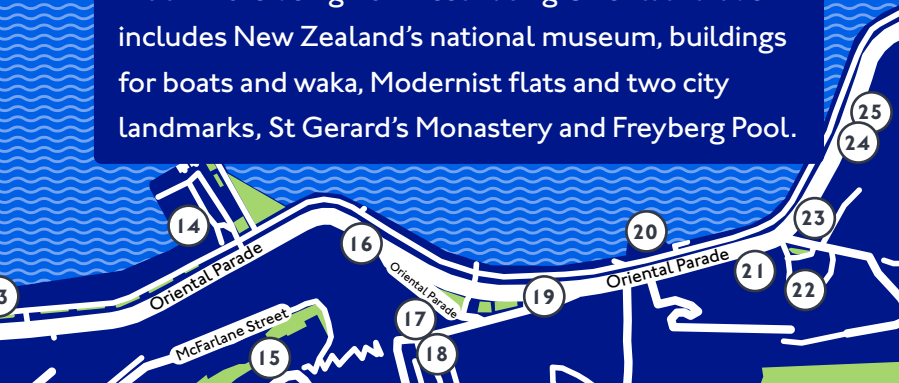 includes New Zealand's national museum, buildings
for boats and waka, Modernist flats and two city
landmarks, St Gerard's Monastery and Freyberg Pool.
25
24
23
14
20
16
Oriental Parade
Oriental Parade
21
22
Oriental Parade
19
3
17
McFarlane Street
15
18